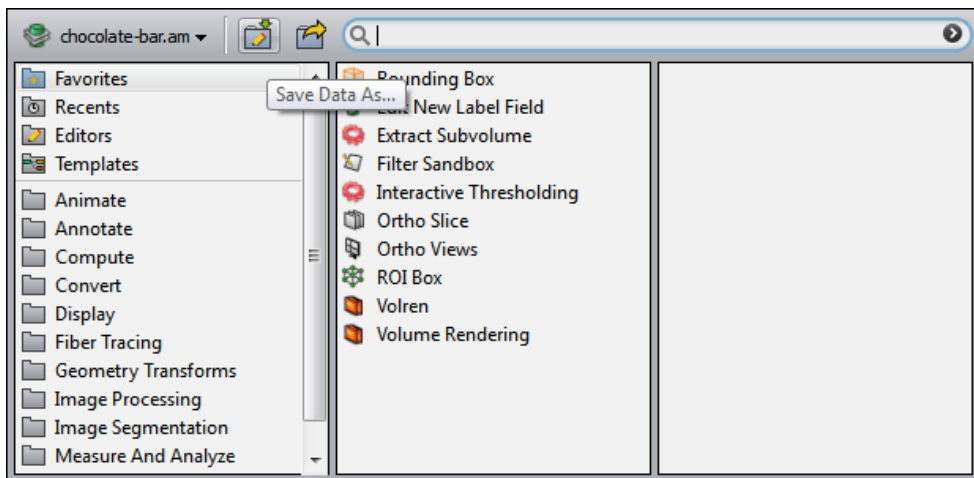 chocolate-bar.am
Favorites
Recents
Editors
Templates
Animate
Annotate
Compute
Convert
Display
Fiber Tracing
Geometry Transforms
Image Processing
Image Segmentation
Measure And Analyze
Save Data As...
Bounding Box
Edit New Label Field
Extract Subvolume
Filter Sandbox
Interactive Thresholding
Ortho Slice
Ortho Views
ROI Box
Volren
Volume Rendering